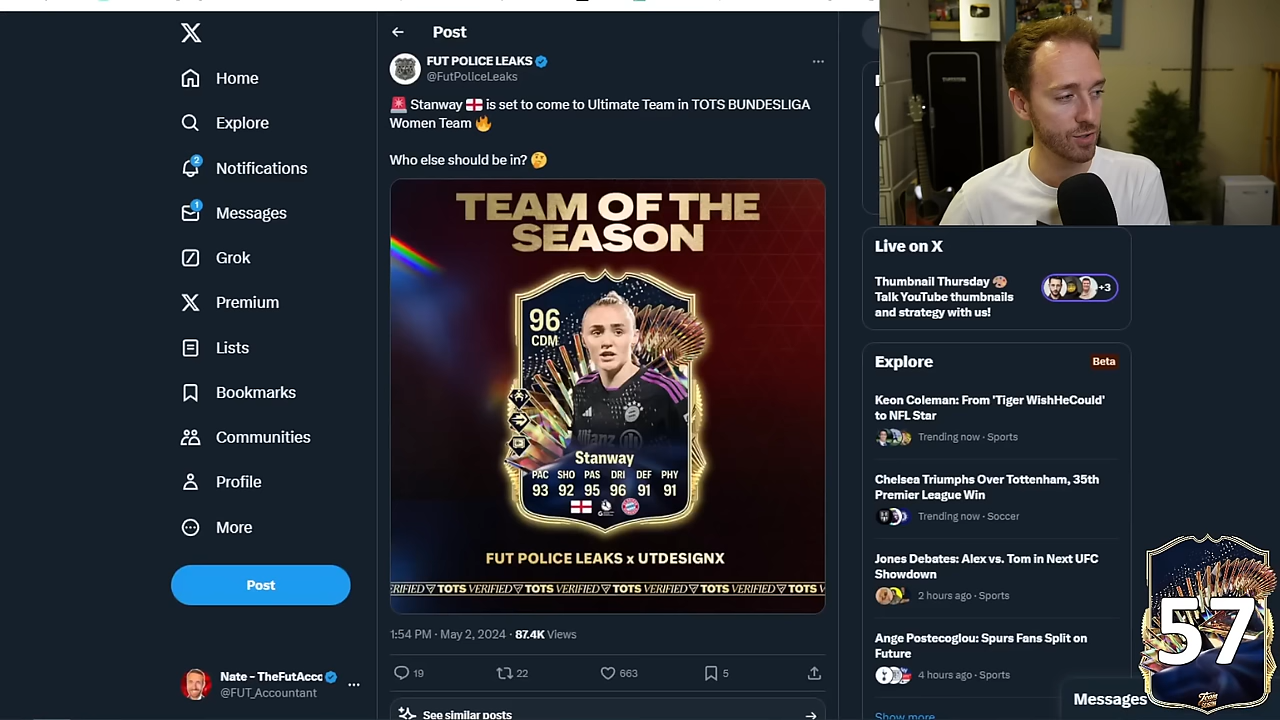 Home
Explore
2
Notifications
1
Messages
Grok
Premium
Lists
Bookmarks
Communities
Profile
More
Post
Nate - TheFutAcc
@FUT_Accountant
Post
FUT POLICE LEAKS
@FutPoliceLeaks
Stanway is set to come to Ultimate Team in TOTS BUNDESLIGA
Women Team
Who else should be in?
TEAM OF THE
SEASON
96
CDM
Stanway
PAC SHO PAS DRI DEF PHY
93 92 95 96 91 91
FUT POLICE LEAKS x UTDESIGNX
ERIFIED TOTS VERIFIED TOTS VERIFIED TOTS VERIFIED TOTS V
1:54 PM · May 2, 2024 · 87.4K Views
19 22 663 5
See similar posts
Live on X
Thumbnail Thursday
Talk YouTube thumbnails
and strategy with us!
+3
Explore
Beta
Keon Coleman: From 'Tiger WishHeCould'
to NFL Star
Trending now · Sports
Chelsea Triumphs Over Tottenham, 35th
Premier League Win
Trending now · Soccer
Jones Debates: Alex vs. Tom in Next UFC
Showdown
2 hours ago · Sports
Ange Postecoglou: Spurs Fans Split on
Future
4 hours ago · Sports
Show more
Messages
57